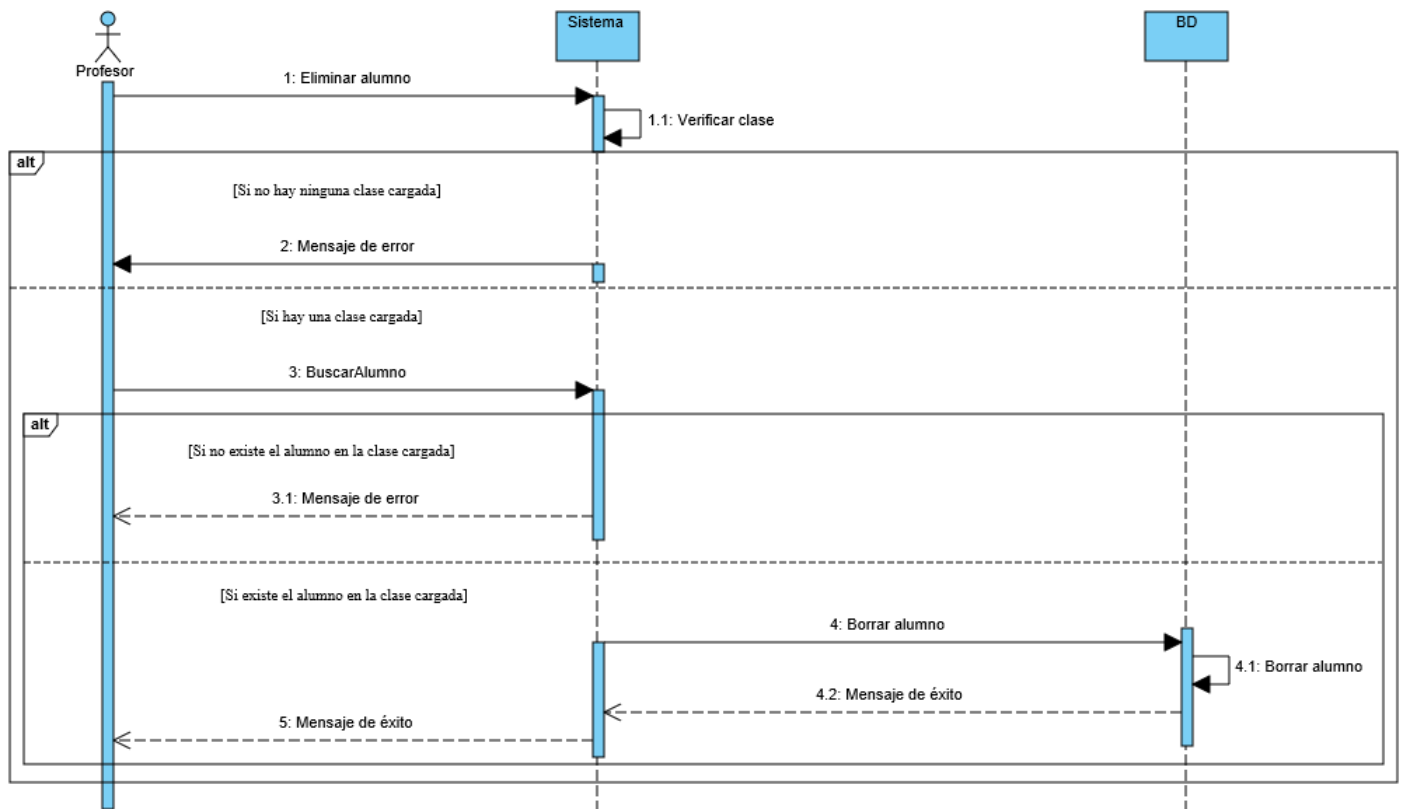 Profesor
Sistema
BD
1: Eliminar alumno
1.1: Verificar clase
alt
[Si no hay ninguna clase cargada]
2: Mensaje de error
[Si hay una clase cargada]
3: BuscarAlumno
alt
[Si no existe el alumno en la clase cargada]
3.1: Mensaje de error
[Si existe el alumno en la clase cargada]
4: Borrar alumno
4.1: Borrar alumno
4.2: Mensaje de éxito
5: Mensaje de éxito